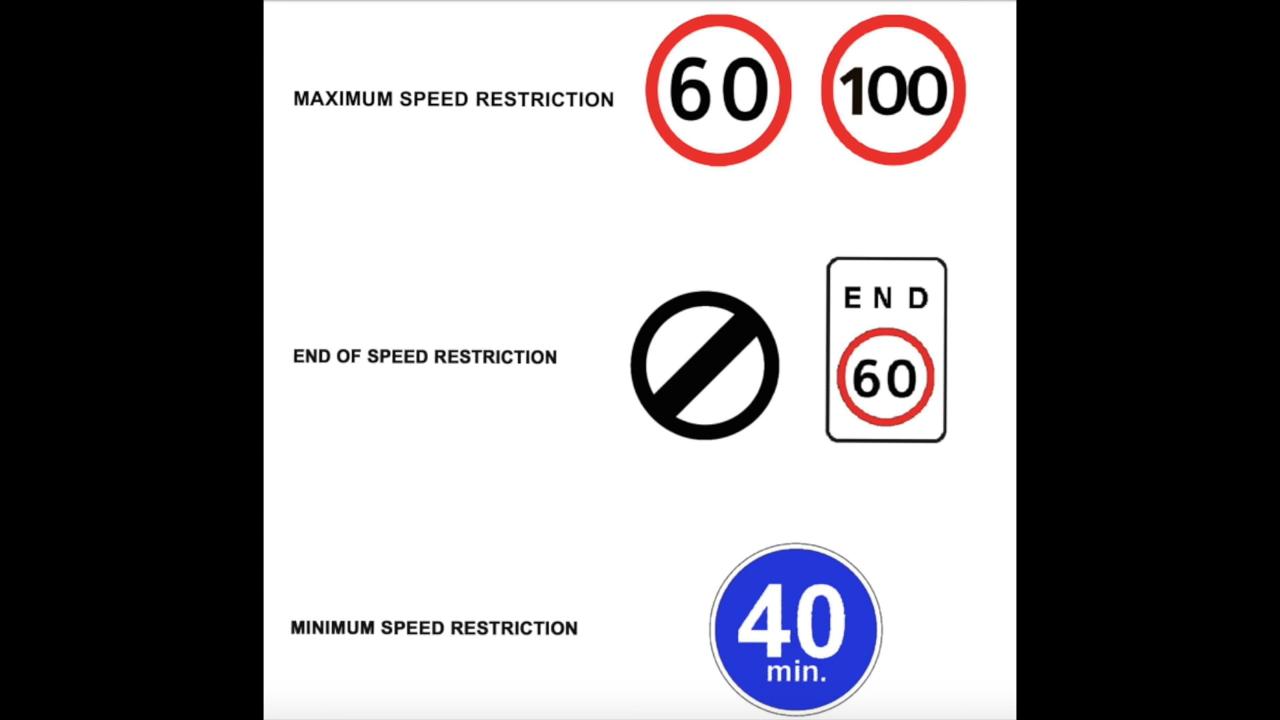 MAXIMUM SPEED RESTRICTION
60
100
END OF SPEED RESTRICTION
END
60
MINIMUM SPEED RESTRICTION
40
min.